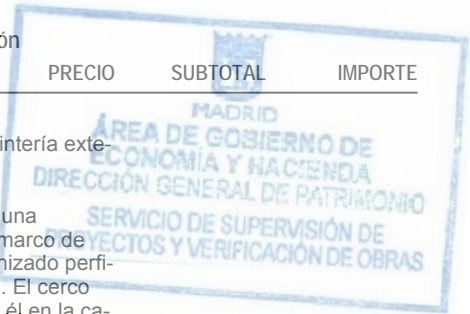 ón
PRECIO SUBTOTAL IMPORTE
MADRID
ÁREA DE GOBIERNO DE
intería exte-
ECONOMÍA Y HACIENDA
DIRECCIÓN GENERAL DE PATRIMONIO
una
SERVICIO DE SUPERVISIÓN DE
marco de
PROYECTOS Y VERIFICACIÓN DE OBRAS
nizado perfi-
. El cerco
él en la ca-